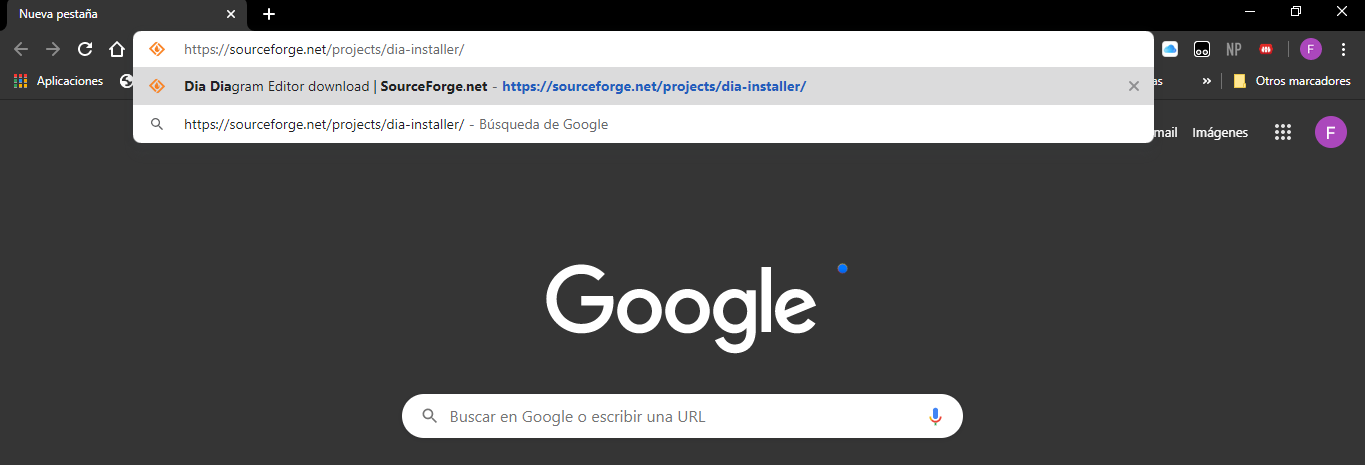 Nueva pestaña
https://sourceforge.net/projects/dia-installer/
NP
F
Aplicaciones
Dia Diagram Editor download | SourceForge.net - https://sourceforge.net/projects/dia-installer/
as
»
Otros marcadores
https://sourceforge.net/projects/dia-installer/ - Búsqueda de Google
mail
Imágenes
F
Google
Buscar en Google o escribir una URL